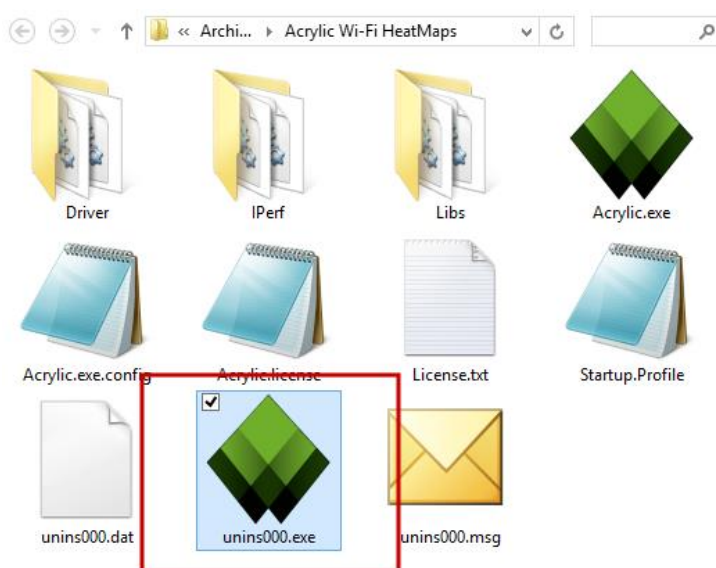 « Archi... Acrylic Wi-Fi HeatMaps
Driver IPerf Libs Acrylic.exe
Acrylic.exe.config Acrylic.license License.txt Startup.Profile
unins000.dat unins000.exe unins000.msg